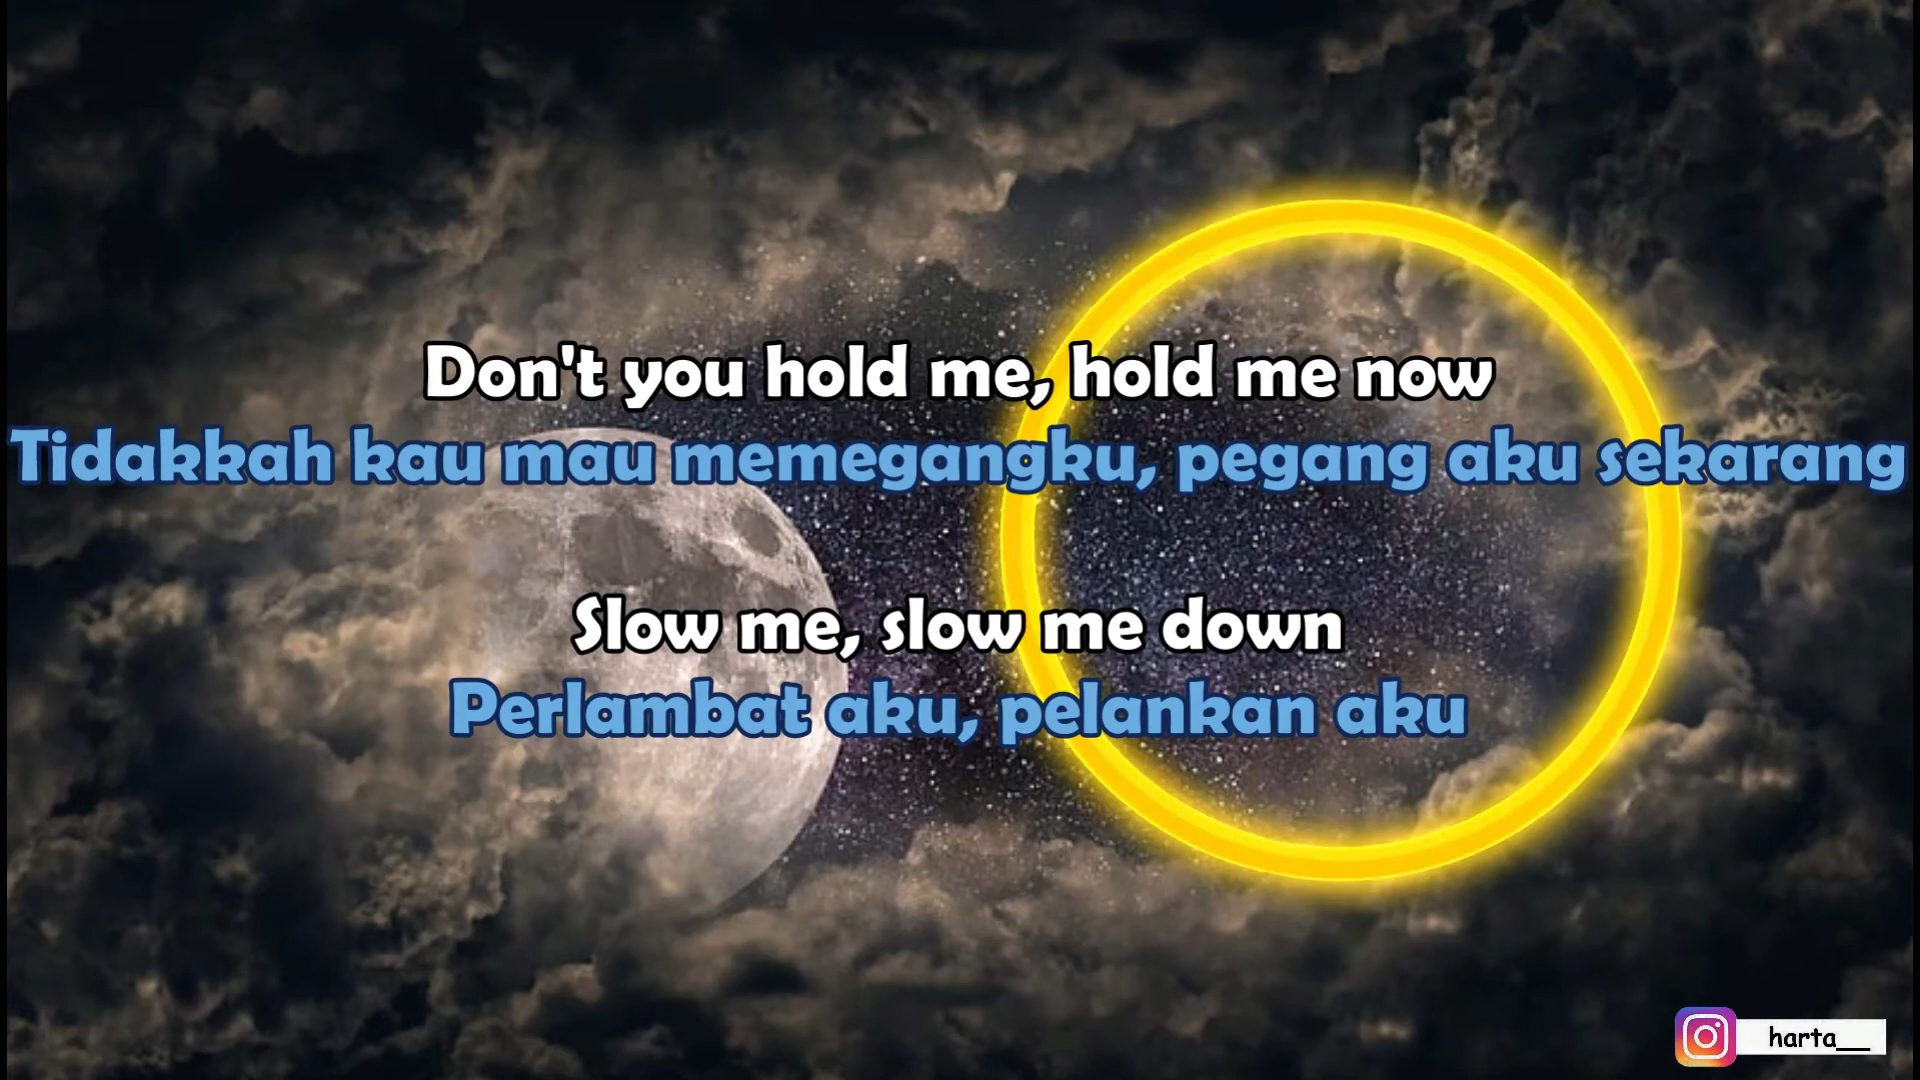 Don't you hold me, hold me now
Tidakkah kau mau memegangku, pegang aku sekarang
Slow me, slow me down
Perlambat aku, pelankan aku
harta__